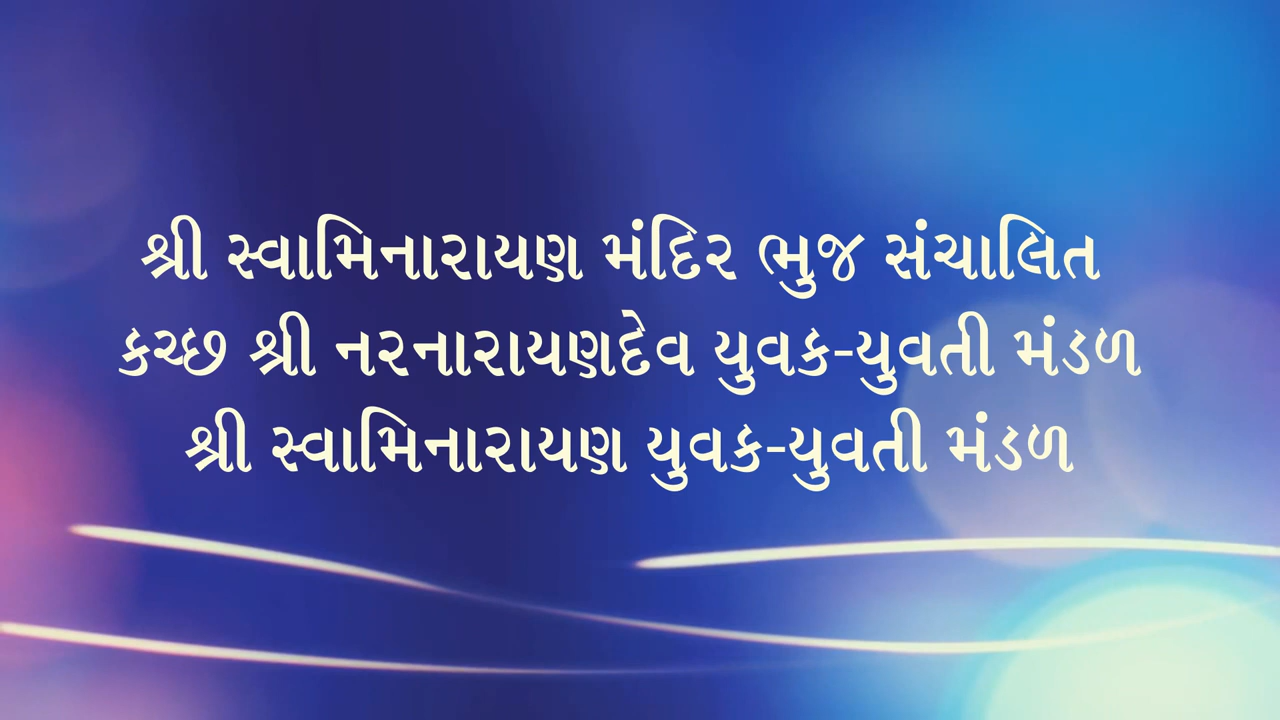 શ્રી સ્વામિનારાયણ મંદિર ભુજ સંચાલિત
કચ્છ શ્રી નરનારાયણદેવ યુવક-યુવતી મંડળ
શ્રી સ્વામિનારાયણ યુવક-યુવતી મંડળ